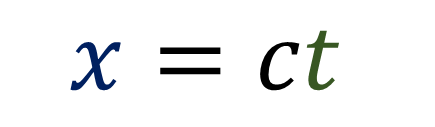 x = ct